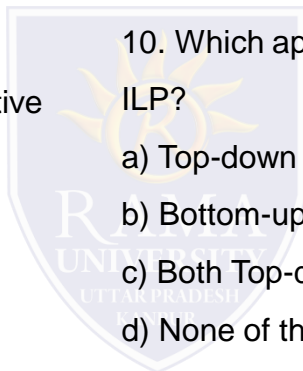 10. Which ap
tive
ILP?
a) Top-down
b) Bottom-up
c) Both Top-d
d) None of th
RAMA
UNIVERSITY
UTTAR PRADESH
KANPUR